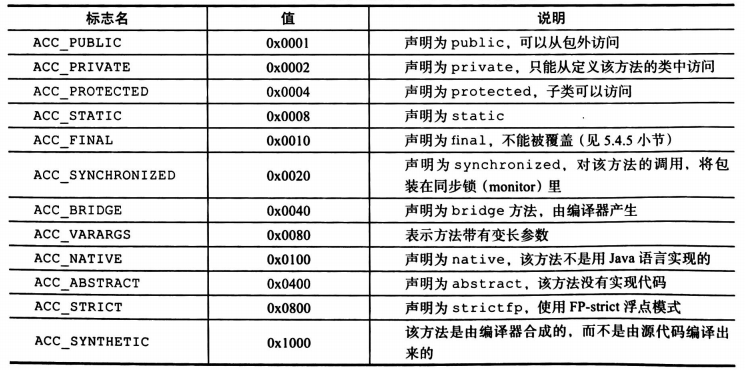 标志名 值 说明
ACC_PUBLIC 0x0001 声明为 public，可以从包外访问
ACC_PRIVATE 0x0002 声明为 private，只能从定义该方法的类中访问
ACC_PROTECTED 0x0004 声明为 protected，子类可以访问
ACC_STATIC 0x0008 声明为 static
ACC_FINAL 0x0010 声明为 final，不能被覆盖（见 5.4.5 小节）
ACC_SYNCHRONIZED 0x0020 声明为 synchronized，对该方法的调用，将包
装在同步锁（monitor）里
ACC_BRIDGE 0x0040 声明为 bridge 方法，由编译器产生
ACC_VARARGS 0x0080 表示方法带有变长参数
ACC_NATIVE 0x0100 声明为 native，该方法不是用 Java 语言实现的
ACC_ABSTRACT 0x0400 声明为 abstract，该方法没有实现代码
ACC_STRICT 0x0800 声明为 strictfp，使用 FP-strict 浮点模式
ACC_SYNTHETIC 0x1000 该方法是由编译器合成的，而不是由源代码编译出
来的